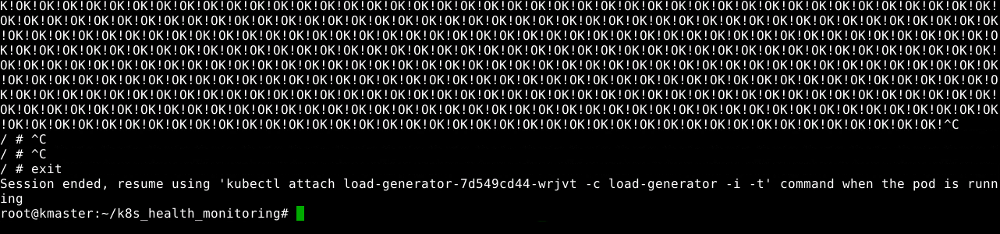 K!OK!OK!OK!OK!OK!OK!OK!OK!OK!OK!OK!OK!OK!OK!OK!OK!OK!OK!OK!OK!OK!OK!OK!OK!OK!OK!OK!OK!OK!OK!OK!OK!OK!OK!OK!OK!OK!OK!OK!OK!OK!OK!
OK!OK!OK!OK!OK!OK!OK!OK!OK!OK!OK!OK!OK!OK!OK!OK!OK!OK!OK!OK!OK!OK!OK!OK!OK!OK!OK!OK!OK!OK!OK!OK!OK!OK!OK!OK!OK!OK!OK!OK!OK!OK!OK
!OK!OK!OK!OK!OK!OK!OK!OK!OK!OK!OK!OK!OK!OK!OK!OK!OK!OK!OK!OK!OK!OK!OK!OK!OK!OK!OK!OK!OK!OK!OK!OK!OK!OK!OK!OK!OK!OK!OK!OK!OK!OK!O
K!OK!OK!OK!OK!OK!OK!OK!OK!OK!OK!OK!OK!OK!OK!OK!OK!OK!OK!OK!OK!OK!OK!OK!OK!OK!OK!OK!OK!OK!OK!OK!OK!OK!OK!OK!OK!OK!OK!OK!OK!OK!OK!
OK!OK!OK!OK!OK!OK!OK!OK!OK!OK!OK!OK!OK!OK!OK!OK!OK!OK!OK!OK!OK!OK!OK!OK!OK!OK!OK!OK!OK!OK!OK!OK!OK!OK!OK!OK!OK!OK!OK!OK!OK!OK!OK
!OK!OK!OK!OK!OK!OK!OK!OK!OK!OK!OK!OK!OK!OK!OK!OK!OK!OK!OK!OK!OK!OK!OK!OK!OK!OK!OK!OK!OK!OK!OK!OK!OK!OK!OK!OK!OK!OK!OK!OK!OK!OK!O
K!OK!OK!OK!OK!OK!OK!OK!OK!OK!OK!OK!OK!OK!OK!OK!OK!OK!OK!OK!OK!OK!OK!OK!OK!OK!OK!OK!OK!OK!OK!OK!OK!OK!OK!OK!OK!OK!OK!OK!OK!OK!OK!
OK!OK!OK!OK!OK!OK!OK!OK!OK!OK!OK!OK!OK!OK!OK!OK!OK!OK!OK!OK!OK!OK!OK!OK!OK!OK!OK!OK!OK!OK!OK!OK!OK!OK!OK!OK!OK!OK!OK!OK!OK!OK!OK
!OK!OK!OK!OK!OK!OK!OK!OK!OK!OK!OK!OK!OK!OK!OK!OK!OK!OK!OK!OK!OK!OK!OK!OK!OK!OK!OK!OK!OK!OK!OK!OK!OK!OK!OK!OK!OK!OK!OK!OK!^C
/ # ^C
/ # ^C
/ # exit
Session ended, resume using 'kubectl attach load-generator-7d549cd44-wrjvt -c load-generator -i -t' command when the pod is runn
ing
root@kmaster:~/k8s_health_monitoring#